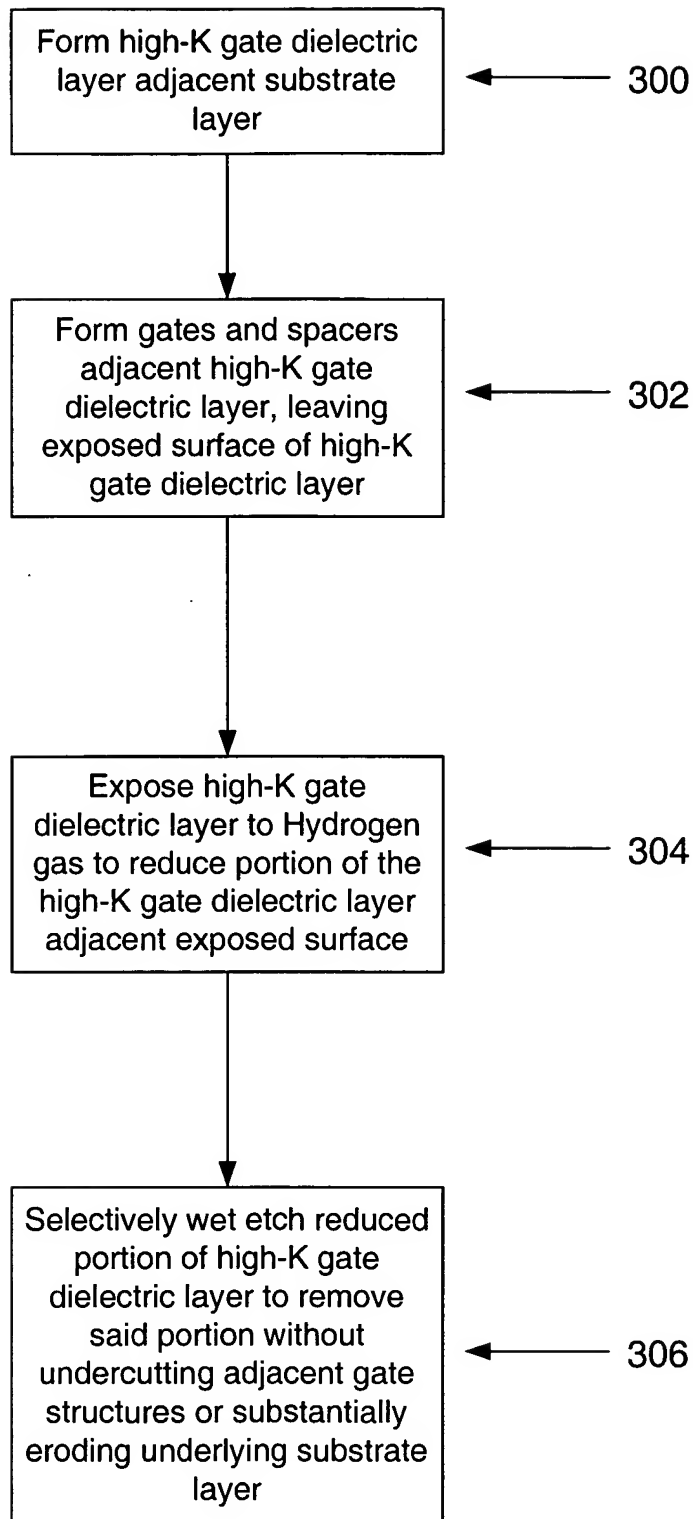 Form high-K gate dielectric
layer adjacent substrate
layer
300
Form gates and spacers
adjacent high-K gate
dielectric layer, leaving
exposed surface of high-K
gate dielectric layer
302
Expose high-K gate
dielectric layer to Hydrogen
gas to reduce portion of the
high-K gate dielectric layer
adjacent exposed surface
304
Selectively wet etch reduced
portion of high-K gate
dielectric layer to remove
said portion without
undercutting adjacent gate
structures or substantially
eroding underlying substrate
layer
306